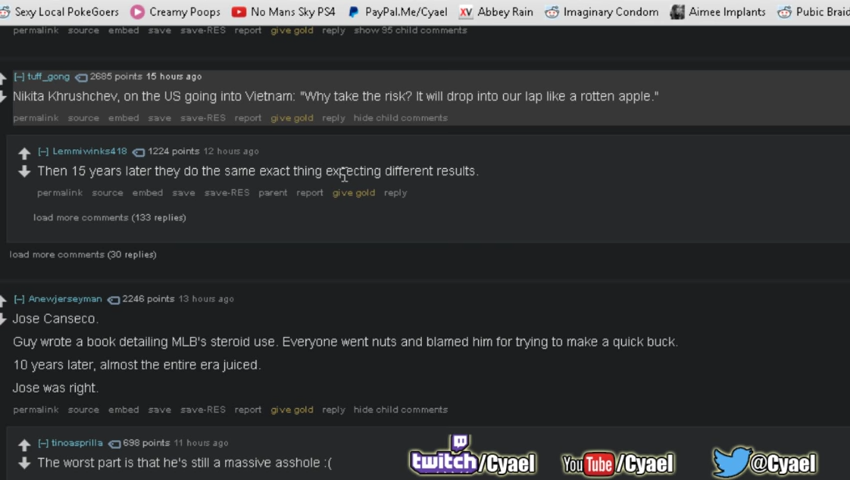 Sexy Local PokeGoers Creamy Poops No Mans Sky PS4 PayPal.Me/Cyael XV Abbey Rain Imaginary Condom Aimee Implants Pubic Braid
permalink source embed save save-RES report give gold reply show 95 child comments
[–] tuff_gong 2685 points 15 hours ago
Nikita Khrushchev, on the US going into Vietnam: "Why take the risk? It will drop into our lap like a rotten apple."
permalink source embed save save-RES report give gold reply hide child comments
[–] Lemmiwinks418 1224 points 12 hours ago
Then 15 years later they do the same exact thing expecting different results.
permalink source embed save save-RES parent report give gold reply
load more comments (133 replies)
load more comments (30 replies)
[–] Anewjerseyman 2246 points 13 hours ago
Jose Canseco.
Guy wrote a book detailing MLB's steroid use. Everyone went nuts and blamed him for trying to make a quick buck.
10 years later, almost the entire era juiced.
Jose was right.
permalink source embed save save-RES report give gold reply hide child comments
[–] tinoasprilla 698 points 11 hours ago
The worst part is that he's still a massive asshole :(
twitch/Cyael YouTube/Cyael @Cyael